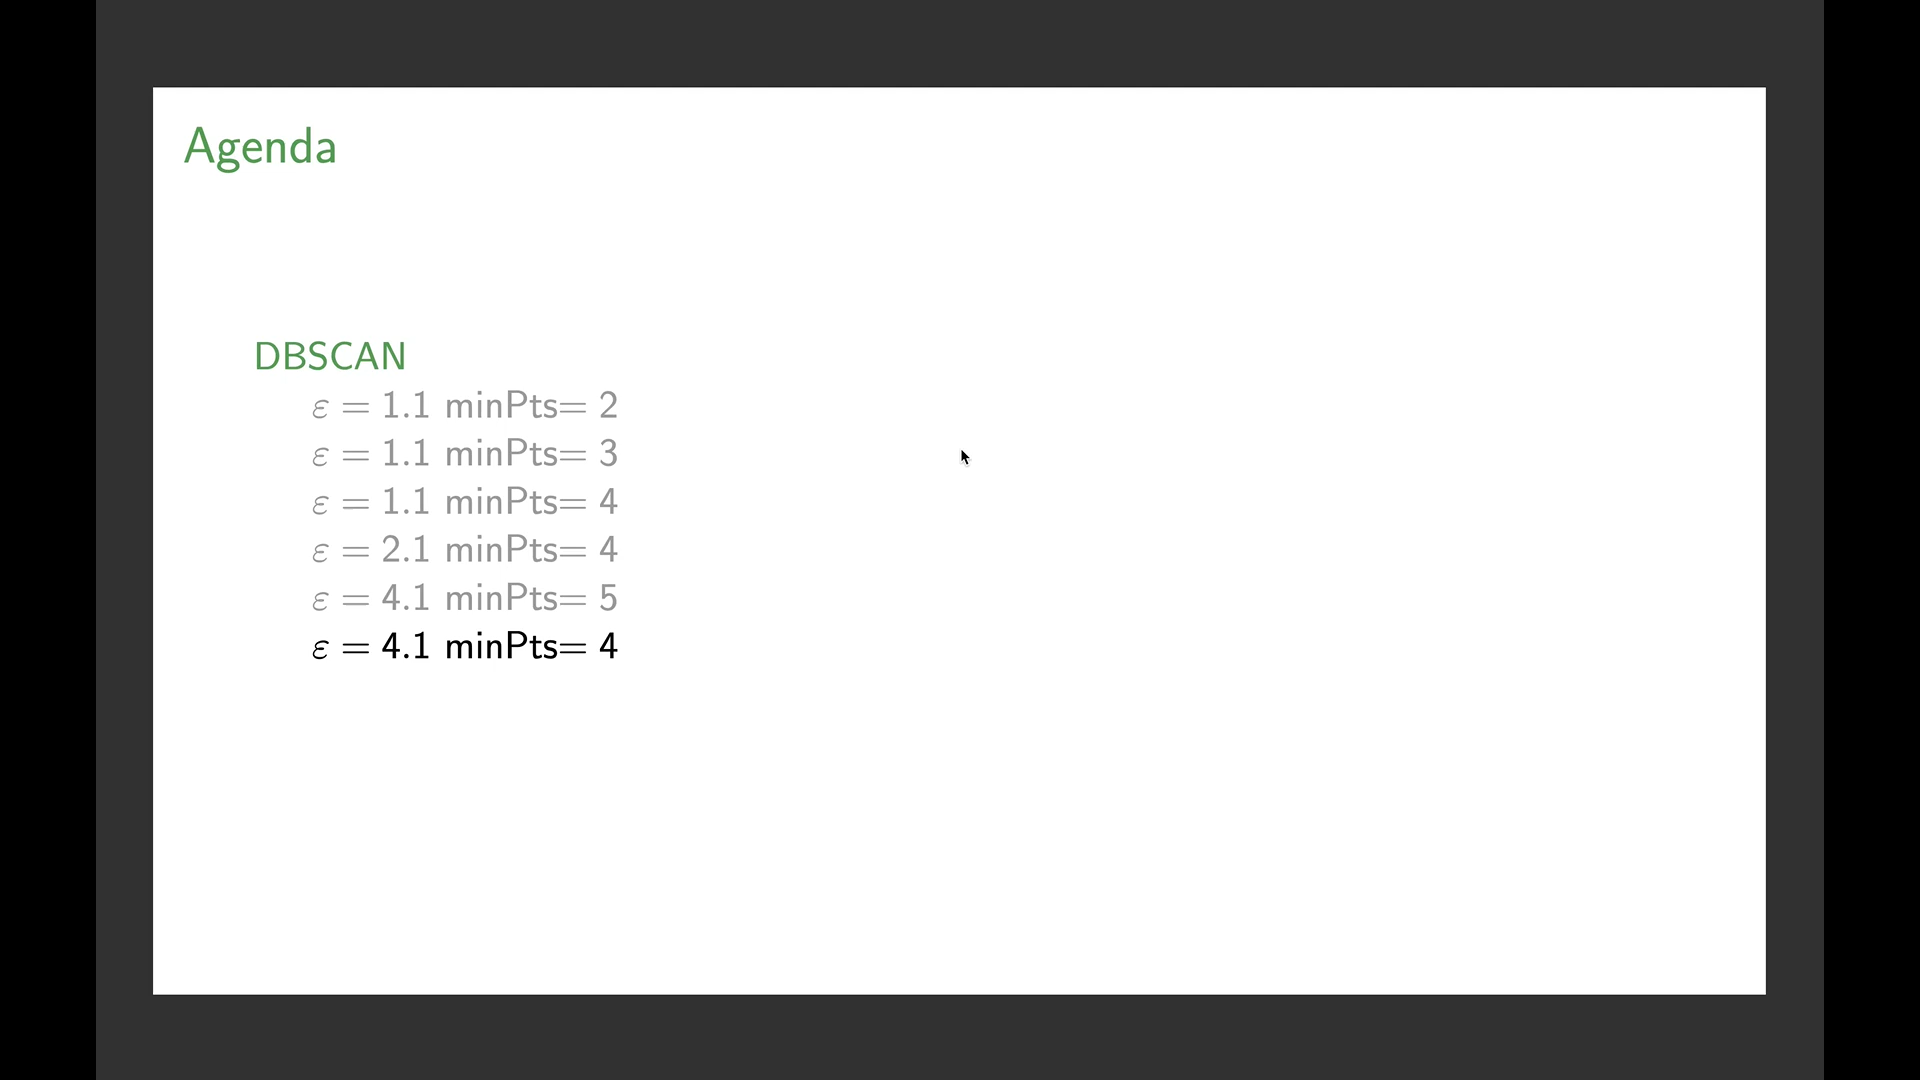 Agenda
DBSCAN
ε = 1.1 minPts= 2
ε = 1.1 minPts= 3
ε = 1.1 minPts= 4
ε = 2.1 minPts= 4
ε = 4.1 minPts= 5
ε = 4.1 minPts= 4